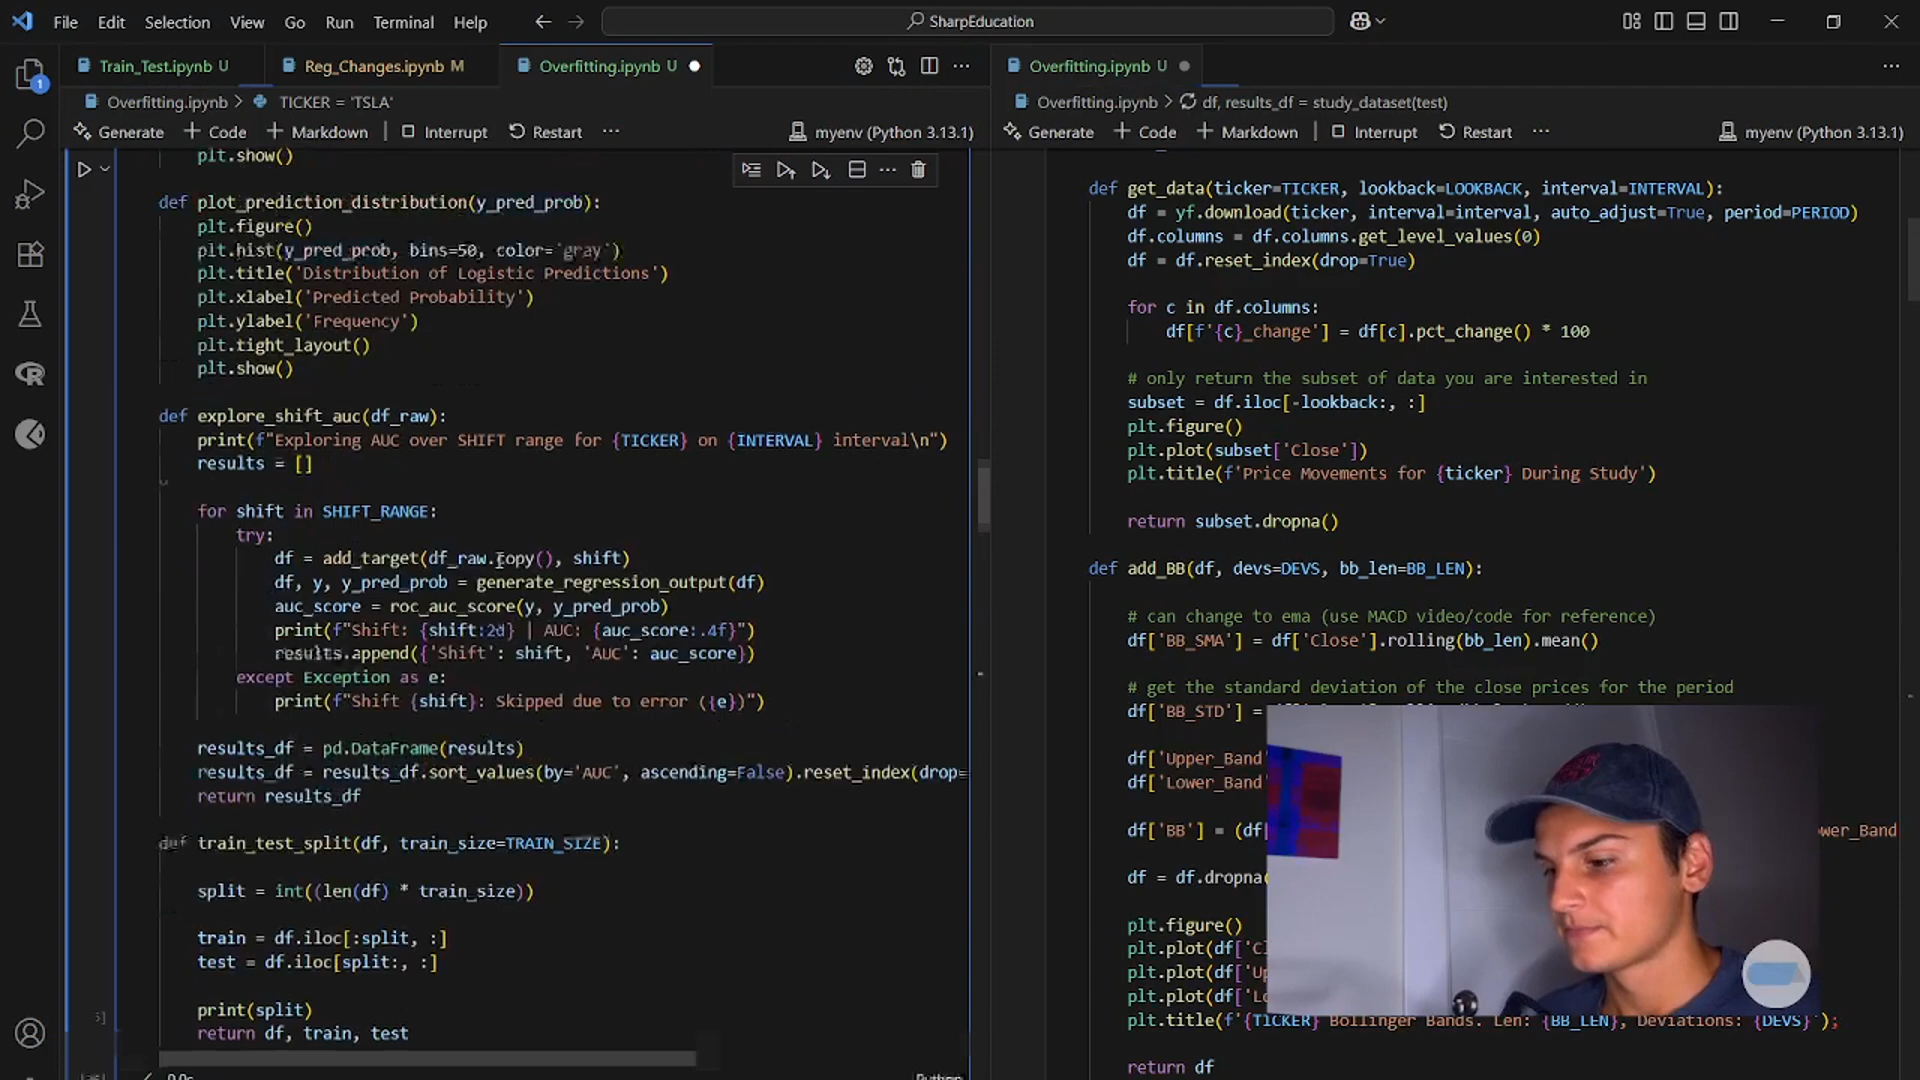 File Edit Selection View Go Run Terminal Help
SharpEducation
1
Train_Test.ipynb U
Reg_Changes.ipynb M
Overfitting.ipynb U
Overfitting.ipynb > TICKER = 'TSLA'
Generate + Code + Markdown Interrupt Restart ... myenv (Python 3.13.1)
plt.show()
def plot_prediction_distribution(y_pred_prob):
plt.figure()
plt.hist(y_pred_prob, bins=50, color='gray')
plt.title('Distribution of Logistic Predictions')
plt.xlabel('Predicted Probability')
plt.ylabel('Frequency')
plt.tight_layout()
plt.show()
def explore_shift_auc(df_raw):
print(f"Exploring AUC over SHIFT range for {TICKER} on {INTERVAL} interval\n")
results = []
for shift in SHIFT_RANGE:
try:
df = add_target(df_raw.copy(), shift)
df, y, y_pred_prob = generate_regression_output(df)
auc_score = roc_auc_score(y, y_pred_prob)
print(f"Shift: {shift:2d} | AUC: {auc_score:.4f}")
results.append({'Shift': shift, 'AUC': auc_score})
except Exception as e:
print(f"Shift {shift}: Skipped due to error ({e})")
results_df = pd.DataFrame(results)
results_df = results_df.sort_values(by='AUC', ascending=False).reset_index(drop=
return results_df
def train_test_split(df, train_size=TRAIN_SIZE):
split = int((len(df) * train_size))
train = df.iloc[:split, :]
test = df.iloc[split:, :]
print(split)
return df, train, test
Overfitting.ipynb U
Overfitting.ipynb > df, results_df = study_dataset(test)
Generate + Code + Markdown Interrupt Restart ... myenv (Python 3.13.1)
def get_data(ticker=TICKER, lookback=LOOKBACK, interval=INTERVAL):
df = yf.download(ticker, interval=interval, auto_adjust=True, period=PERIOD)
df.columns = df.columns.get_level_values(0)
df = df.reset_index(drop=True)
for c in df.columns:
df[f'{c}_change'] = df[c].pct_change() * 100
# only return the subset of data you are interested in
subset = df.iloc[-lookback:, :]
plt.figure()
plt.plot(subset['Close'])
plt.title(f'Price Movements for {ticker} During Study')
return subset.dropna()
def add_BB(df, devs=DEVS, bb_len=BB_LEN):
# can change to ema (use MACD video/code for reference)
df['BB_SMA'] = df['Close'].rolling(bb_len).mean()
# get the standard deviation of the close prices for the period
df['BB_STD'] =
df['Upper_Band'
df['Lower_Band'
df['BB'] = (df[ ower_Band
df = df.dropna(
plt.figure()
plt.plot(df['Cl
plt.plot(df['Up
plt.plot(df['Lo
plt.title(f'{TICKER} Bollinger Bands. Len: {BB_LEN}, Deviations: {DEVS}');
return df